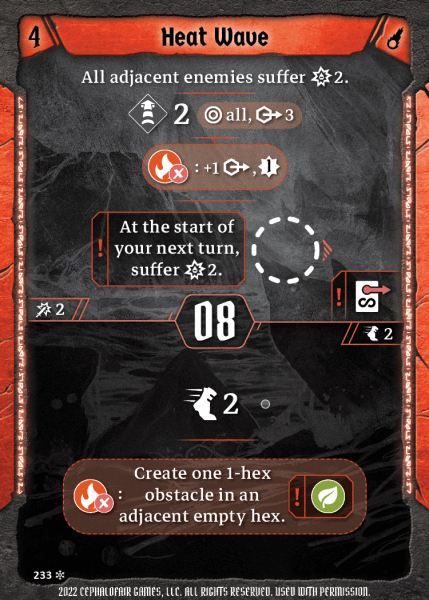 4
Heat Wave
All adjacent enemies suffer 2.
2 all, 3
: +1 , 1
! At the start of
your next turn,
suffer 2.
!
S
2
08
2
2
Create one 1-hex
: obstacle in an !
adjacent empty hex.
233
2022 CEPHALOFAIR GAMES, LLC. ALL RIGHTS RESERVED. USED WITH PERMISSION.